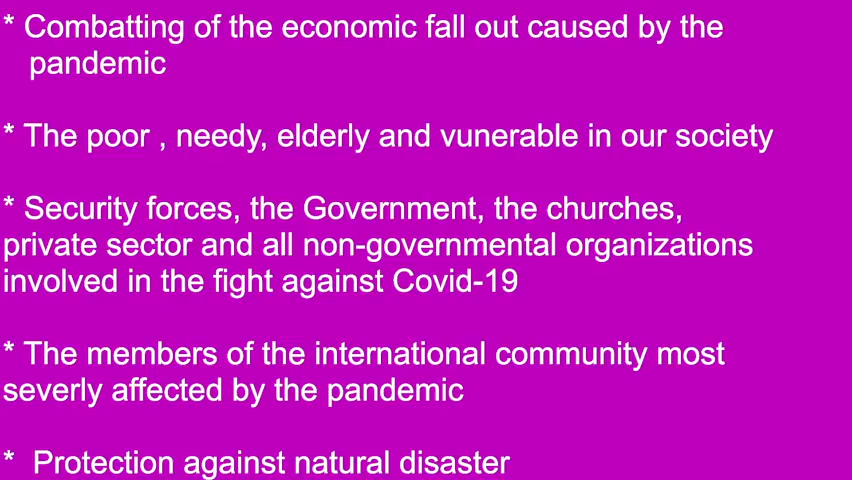 * Combatting of the economic fall out caused by the
pandemic
* The poor , needy, elderly and vunerable in our society
* Security forces, the Government, the churches,
private sector and all non-governmental organizations
involved in the fight against Covid-19
* The members of the international community most
severly affected by the pandemic
* Protection against natural disaster